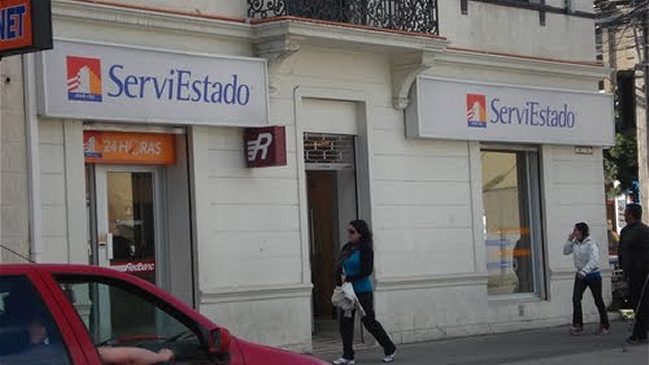 NET
ServiEstado
ServiEstado
24 HORAS
R
Redbanc